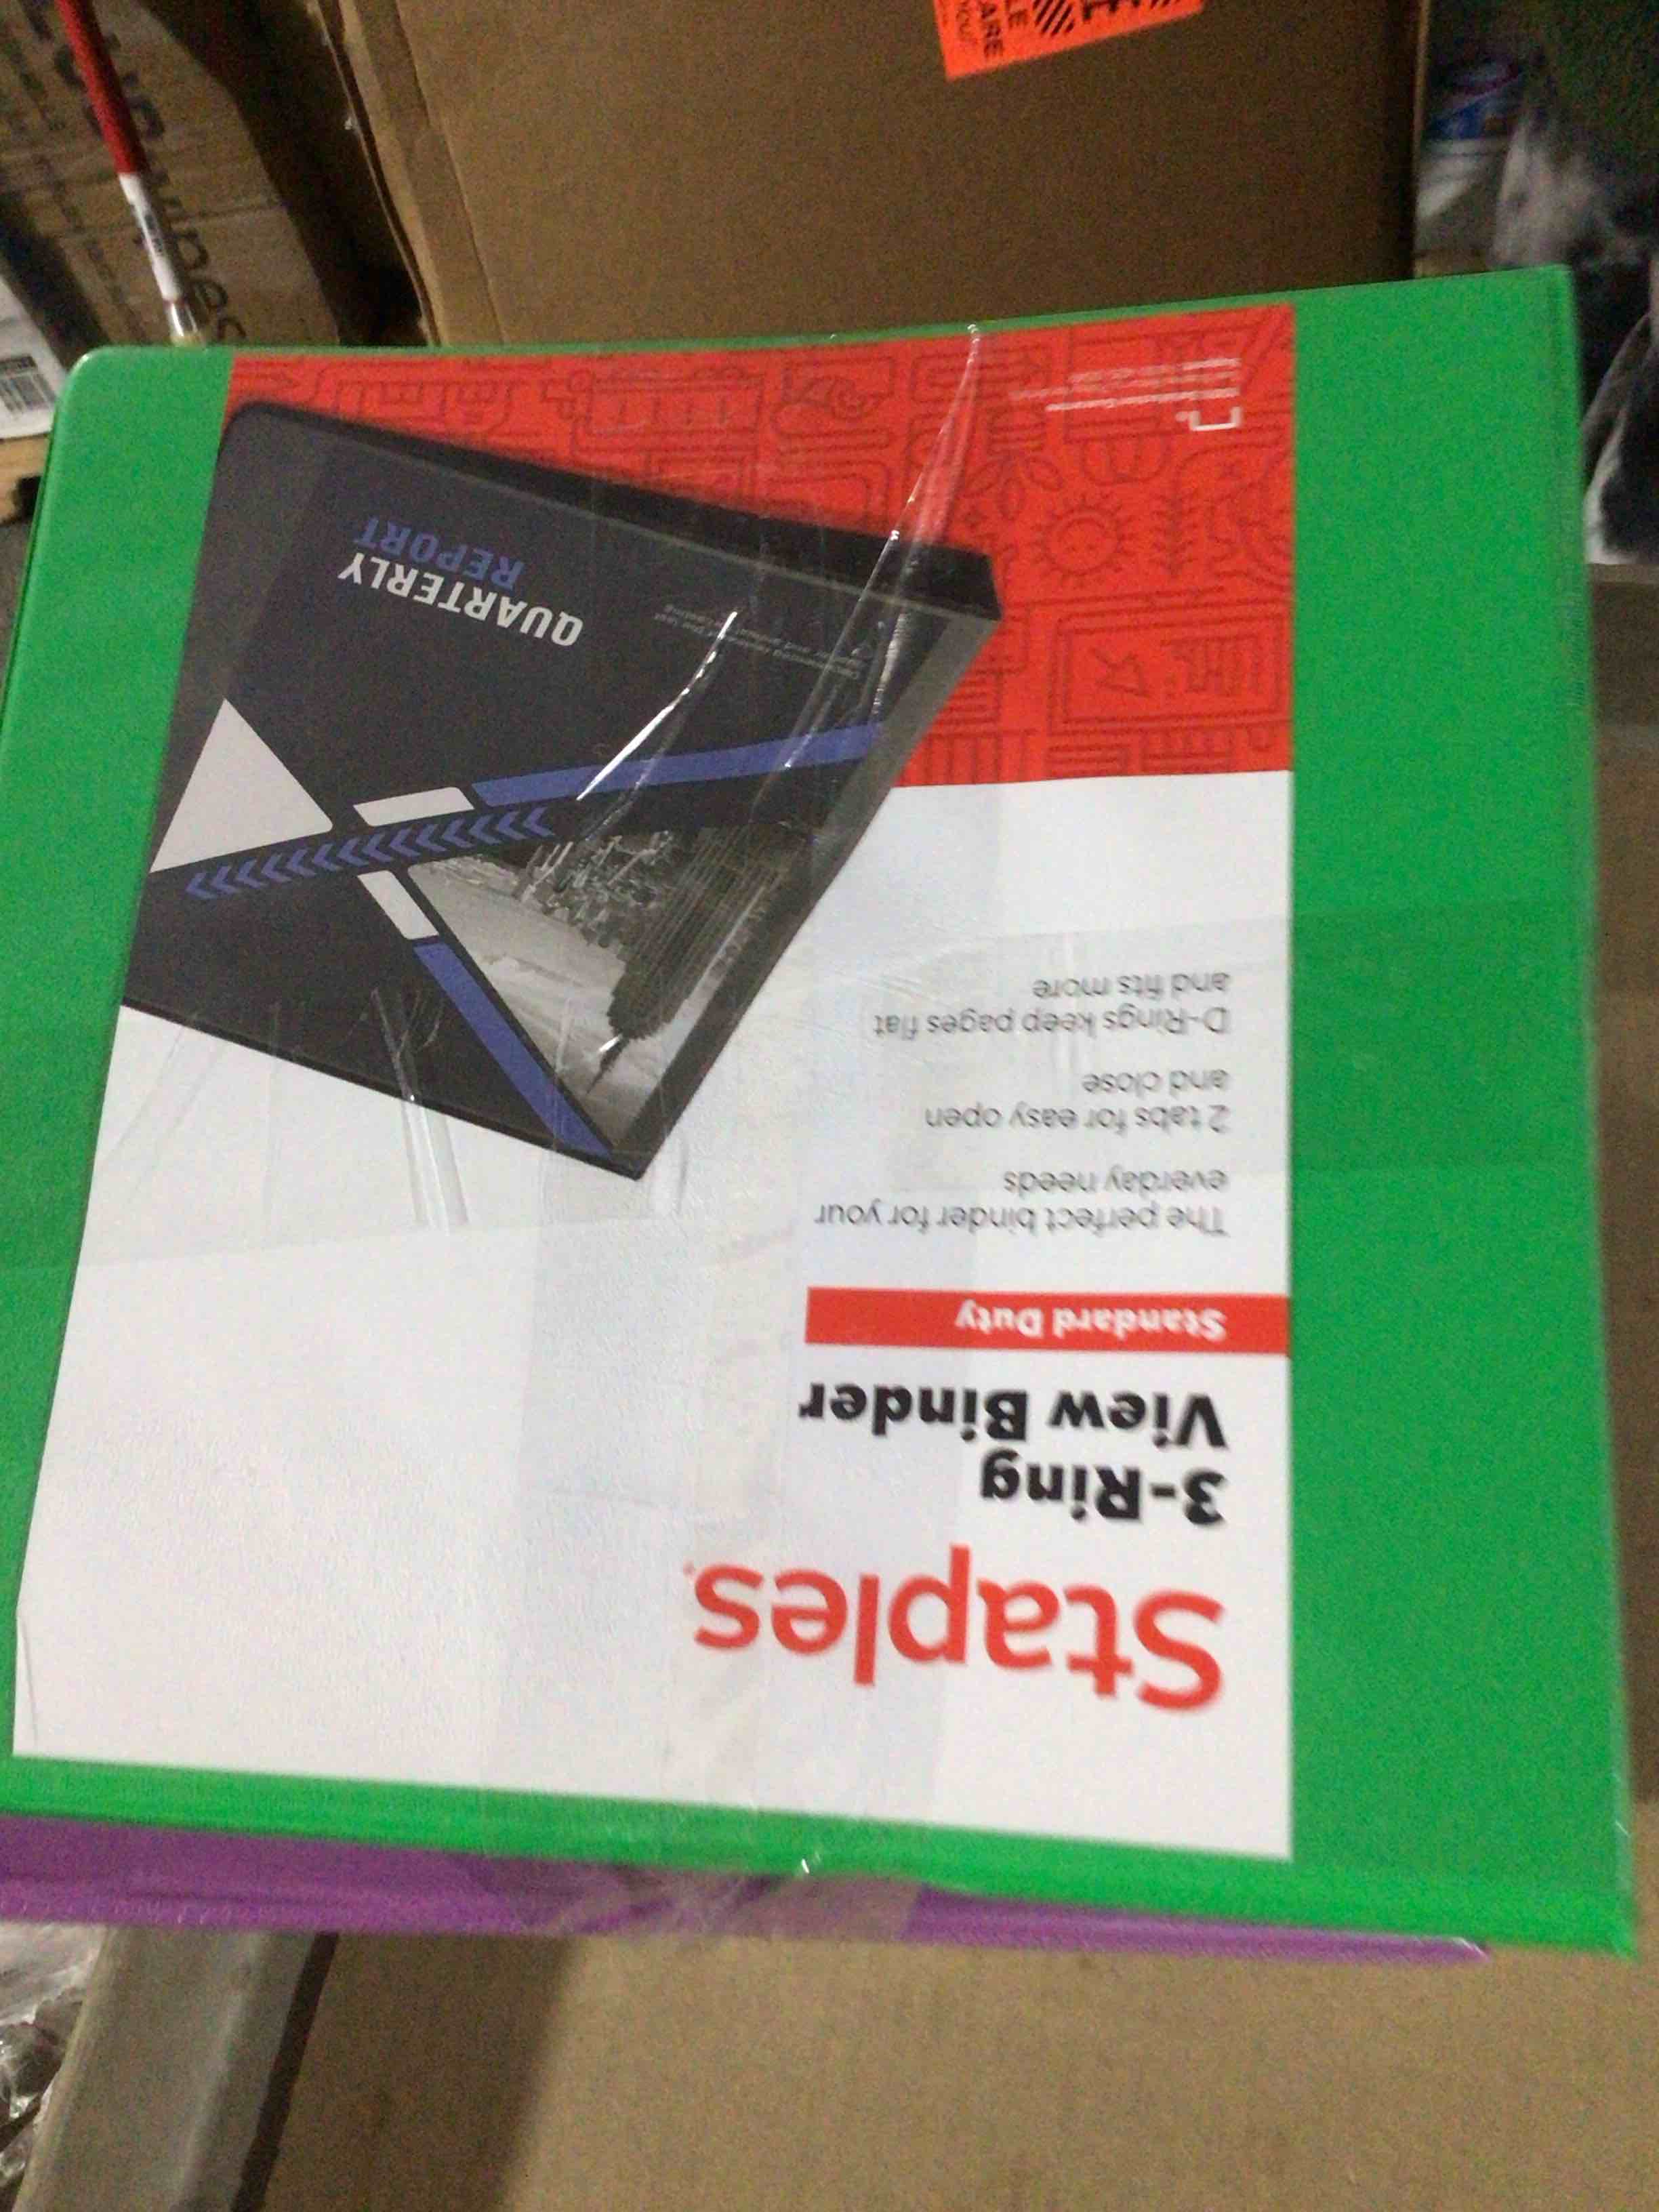 Staples
3-Ring
View Binder
Standard Duty
The perfect binder for your
everday needs
2 tabs for easy open
and close
D-Rings keep pages flat
and fits more
QUARTERLY
REPORT